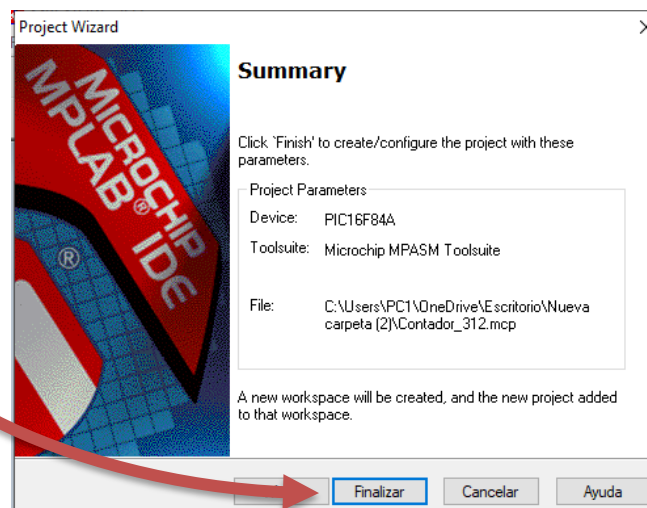 Project Wizard
MICROCHIP
MPLAB® IDE
®
Summary
Click `Finish' to create/configure the project with these
parameters.
Project Parameters
Device: PIC16F84A
Toolsuite: Microchip MPASM Toolsuite
File: C:\Users\PC1\OneDrive\Escritorio\Nueva
carpeta (2)\Contador_312.mcp
A new workspace will be created, and the new project added
to that workspace.
Finalizar Cancelar Ayuda